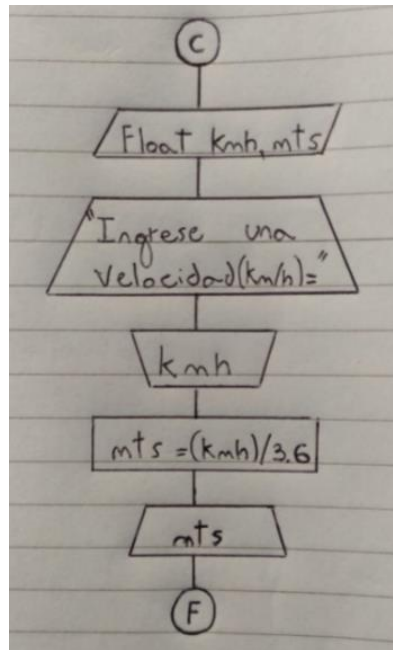 C
Float kmh, mts
"Ingrese una
Velocidad(km/h)="
kmh
mts =(kmh)/3.6
mts
F